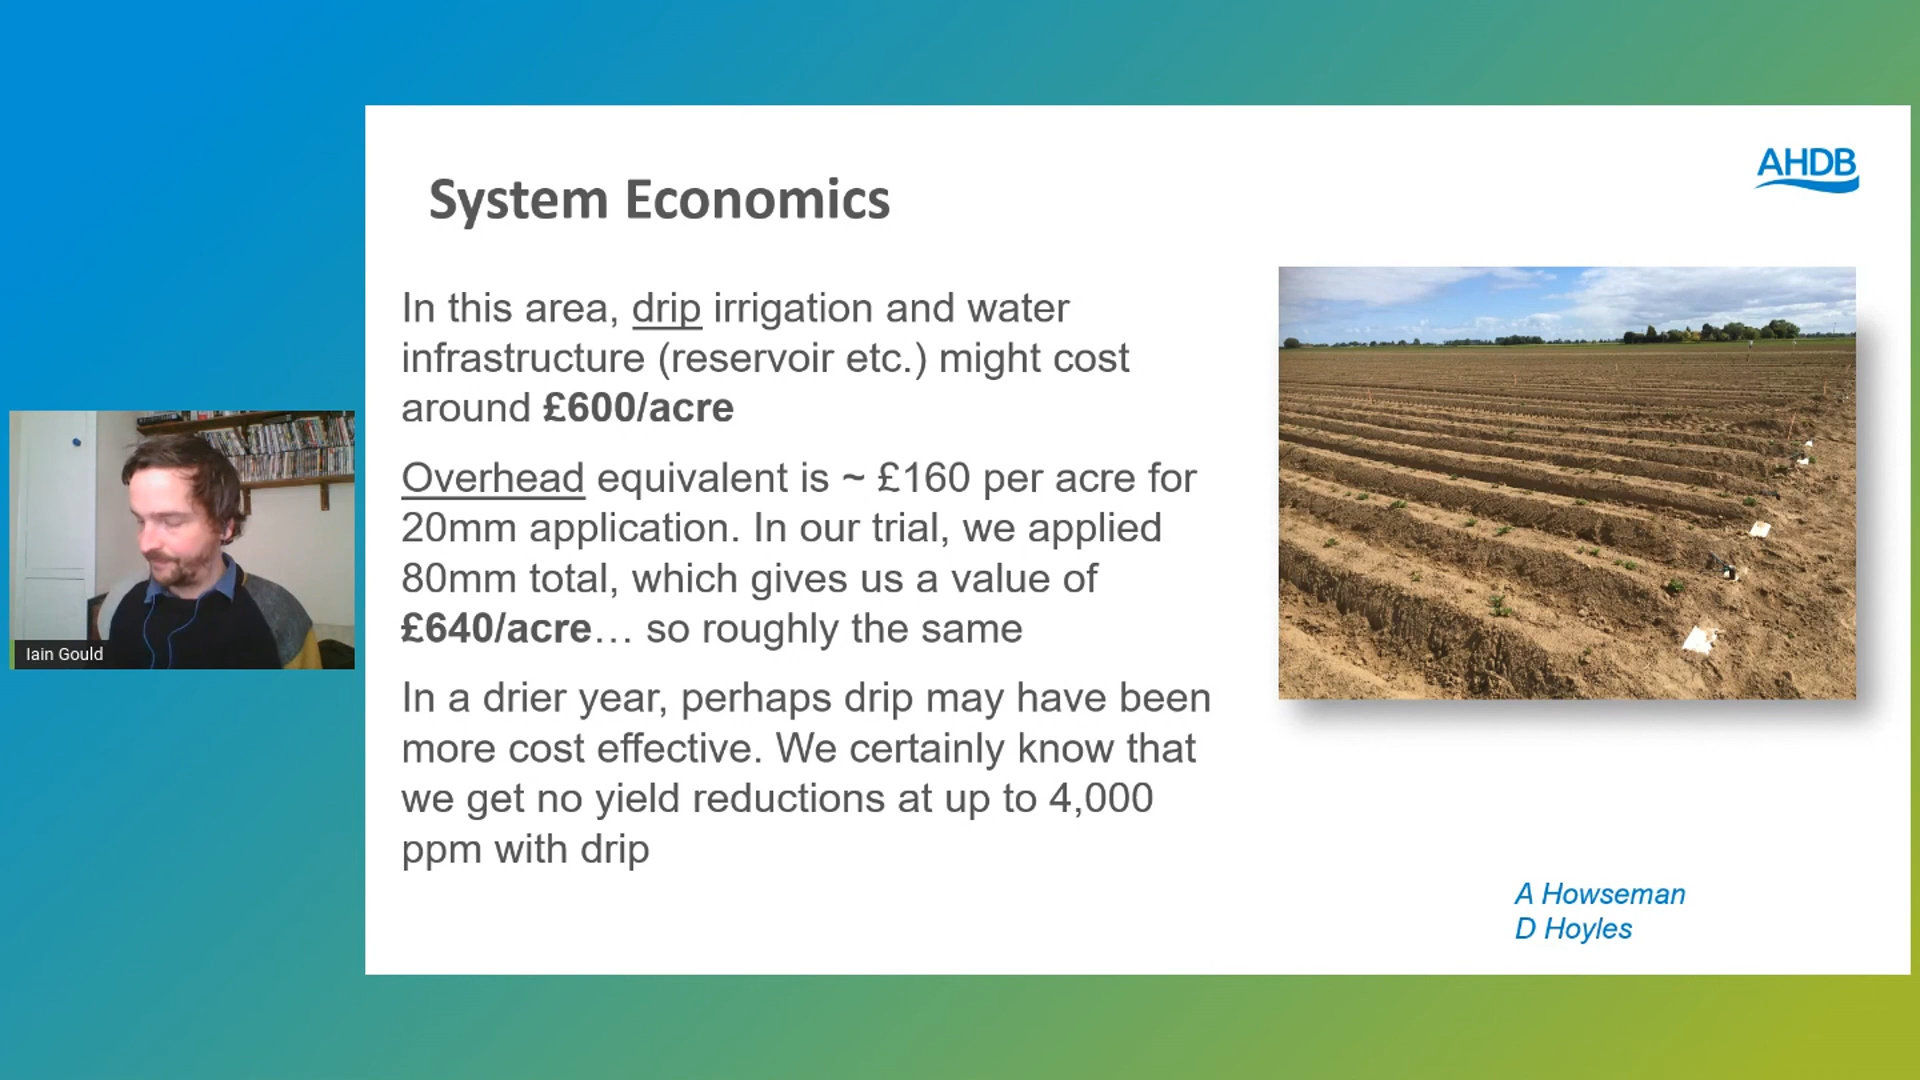 AHDB
System Economics
In this area, drip irrigation and water
infrastructure (reservoir etc.) might cost
around £600/acre
Overhead equivalent is ~ £160 per acre for
20mm application. In our trial, we applied
80mm total, which gives us a value of
£640/acre… so roughly the same
In a drier year, perhaps drip may have been
more cost effective. We certainly know that
we get no yield reductions at up to 4,000
ppm with drip
Iain Gould
A Howseman
D Hoyles